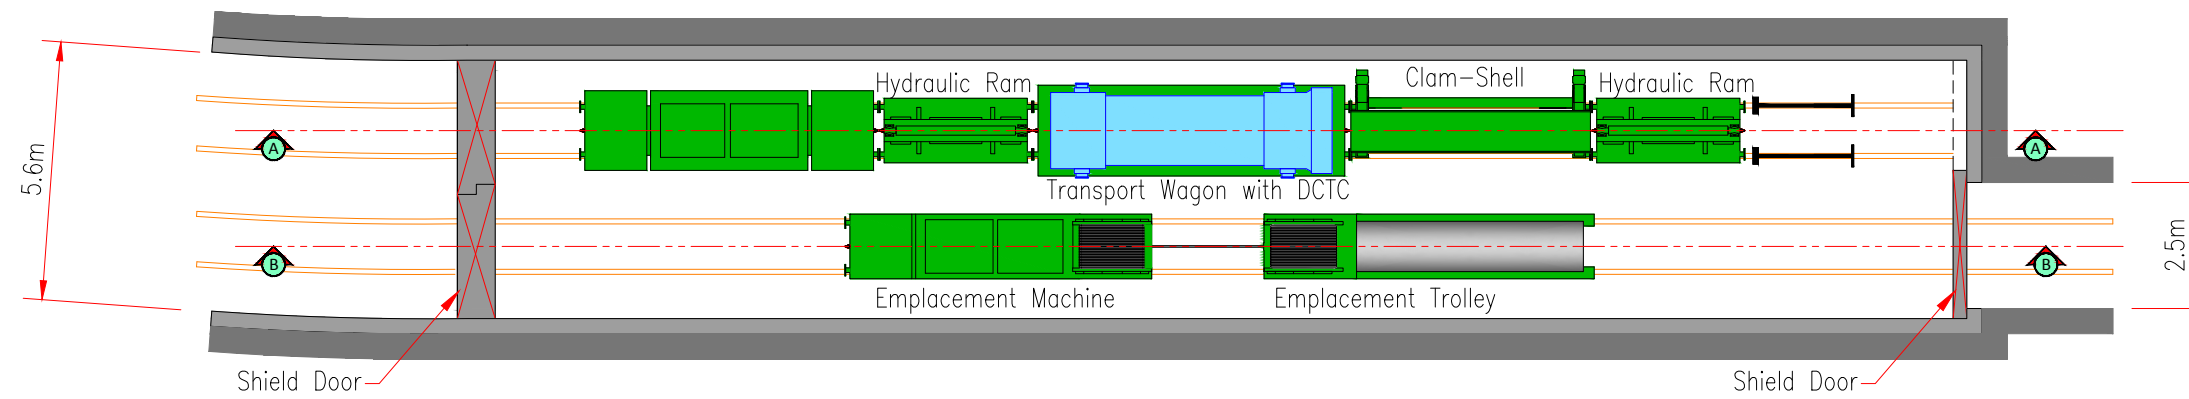 Hydraulic Ram
Clam-Shell
Hydraulic Ram
A
A
5.6m
Transport Wagon with DCTC
B
B
2.5m
Emplacement Machine
Emplacement Trolley
Shield Door
Shield Door